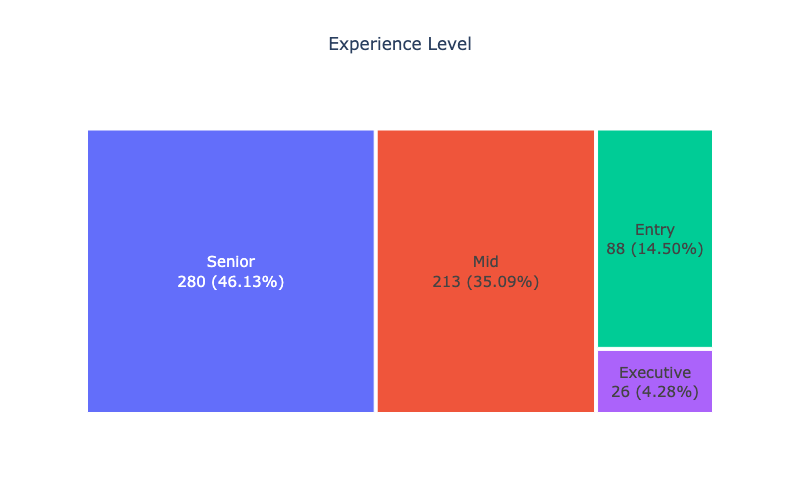 Experience Level
Senior
280 (46.13%)
Mid
213 (35.09%)
Entry
88 (14.50%)
Executive
26 (4.28%)